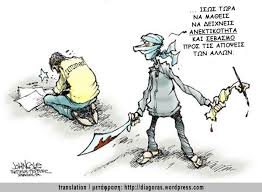 ... ΙΣΩΣ ΤΩΡΑ
ΝΑ ΜΑΘΕΙΣ
ΝΑ ΔΕΙΧΝΕΙΣ
ΑΝΕΚΤΙΚΟΤΗΤΑ
ΚΑΙ ΣΕΒΑΣΜΟ
ΠΡΟΣ ΤΙΣ ΑΠΟΨΕΙΣ
ΤΩΝ ΑΛΛΩΝ.
translation / μετάφραση: http://diagoras.wordpress.com